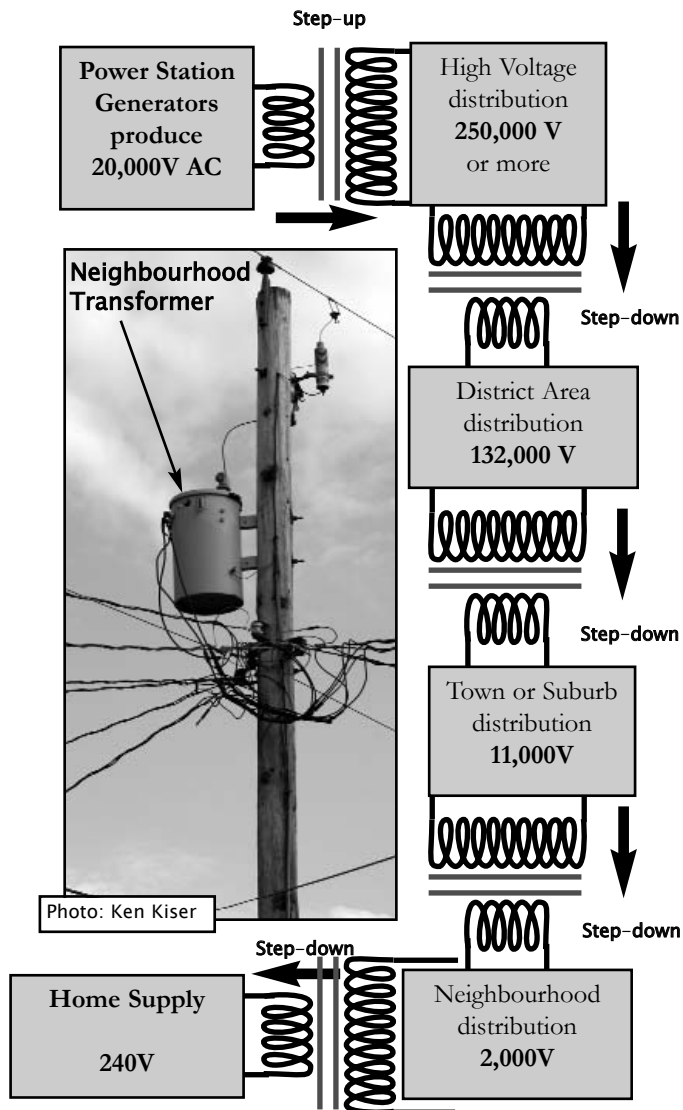 Step-up
Power Station
Generators
produce
20,000V AC
High Voltage
distribution
250,000 V
or more
Step-down
Neighbourhood
Transformer
District Area
distribution
132,000 V
Step-down
Town or Suburb
distribution
11,000V
Photo: Ken Kiser
Step-down
Step-down
Home Supply
240V
Neighbourhood
distribution
2,000V